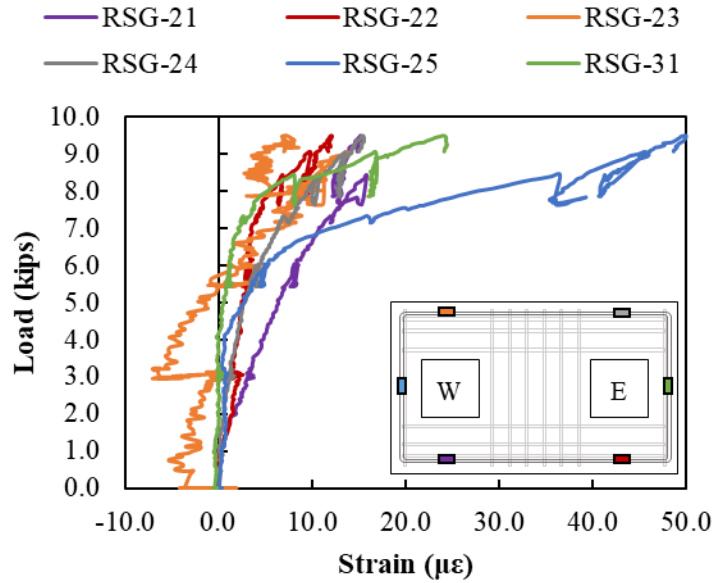 RSG-21 RSG-22 RSG-23
RSG-24 RSG-25 RSG-31
10.0
9.0
8.0
7.0
6.0
5.0
4.0
3.0
2.0
1.0
0.0
Load (kips)
W E
-10.0 0.0 10.0 20.0 30.0 40.0 50.0
Strain (με)